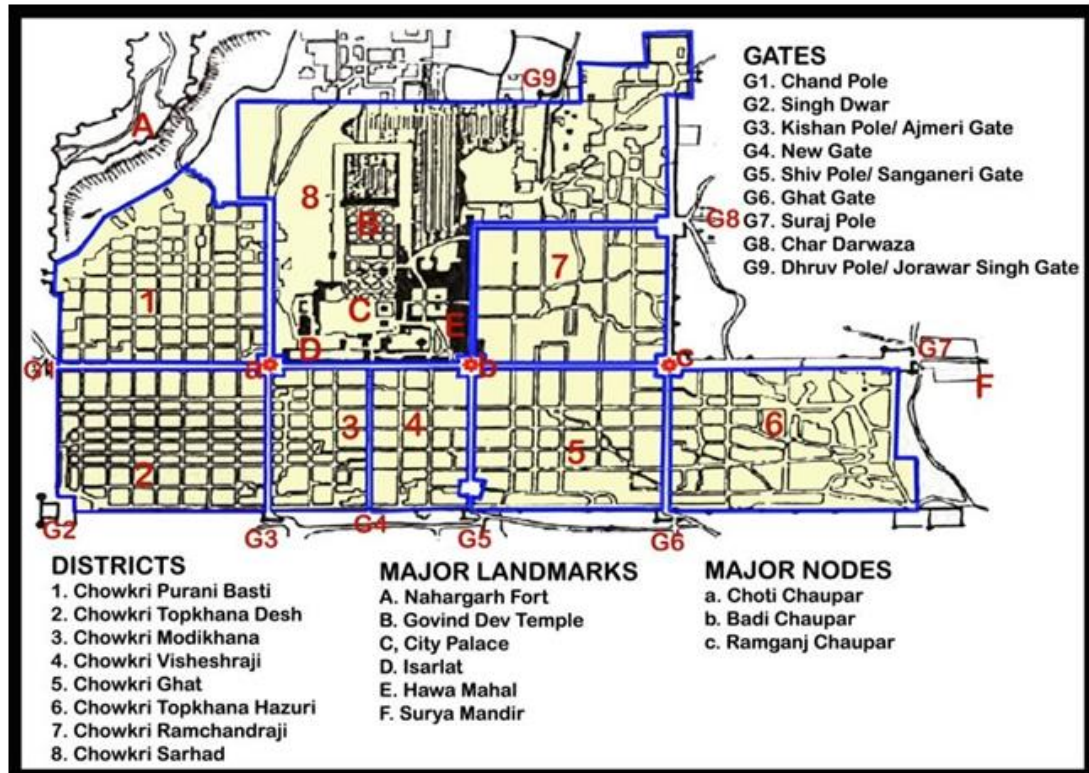 G9
GATES
G1. Chand Pole
G2. Singh Dwar
G3. Kishan Pole/ Ajmeri Gate
G4. New Gate
G5. Shiv Pole/ Sanganeri Gate
G6. Ghat Gate
G7. Suraj Pole
G8. Char Darwaza
G9. Dhruv Pole/ Jorawar Singh Gate
A
8
B
G8
7
1
C
E
D
G7
G1
a
b
C
F
3
4
6
5
2
G2
G3
G4
G5
G6
DISTRICTS
1. Chowkri Purani Basti
2. Chowkri Topkhana Desh
3. Chowkri Modikhana
4. Chowkri Visheshraji
5. Chowkri Ghat
6. Chowkri Topkhana Hazuri
7. Chowkri Ramchandraji
8. Chowkri Sarhad
MAJOR LANDMARKS
A. Nahargarh Fort
B. Govind Dev Temple
C, City Palace
D. Isarlat
E. Hawa Mahal
F. Surya Mandir
MAJOR NODES
a. Choti Chaupar
b. Badi Chaupar
c. Ramganj Chaupar